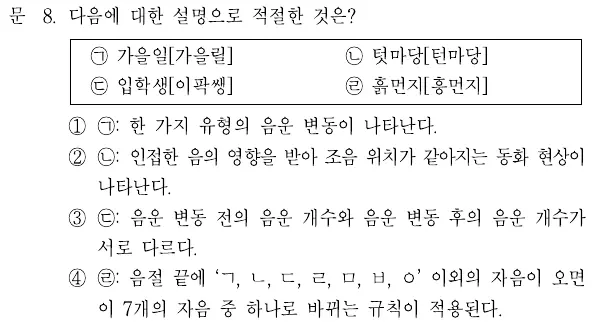 문 8. 다음에 대한 설명으로 적절한 것은?
㉠ 가을일[가을릴] ㉡ 텃마당[턴마당]
㉢ 입학생[이팍쌩] ㉣ 흙먼지[흥먼지]
① ㉠: 한 가지 유형의 음운 변동이 나타난다.
② ㉡: 인접한 음의 영향을 받아 조음 위치가 같아지는 동화 현상이
나타난다.
③ ㉢: 음운 변동 전의 음운 개수와 음운 변동 후의 음운 개수가
서로 다르다.
④ ㉣: 음절 끝에 ‘ㄱ, ㄴ, ㄷ, ㄹ, ㅁ, ㅂ, ㅇ’ 이외의 자음이 오면
이 7개의 자음 중 하나로 바뀌는 규칙이 적용된다.